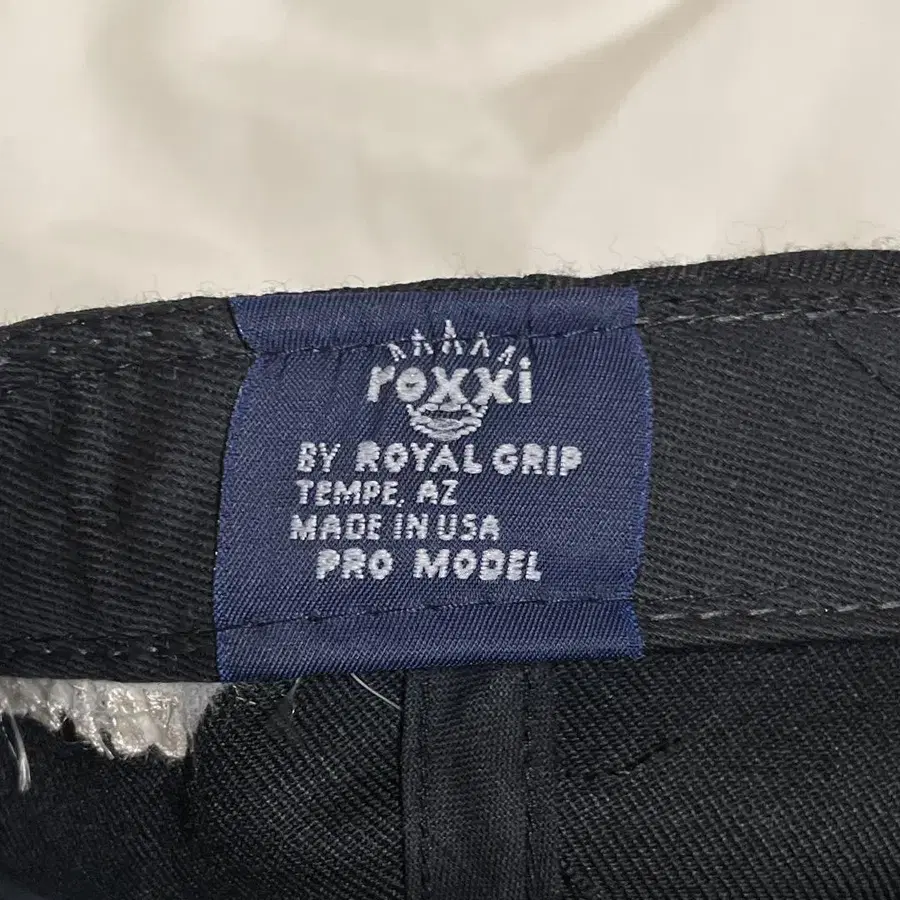 roxxi
BY ROYAL GRIP
TEMPE, AZ
MADE IN USA
PRO MODEL